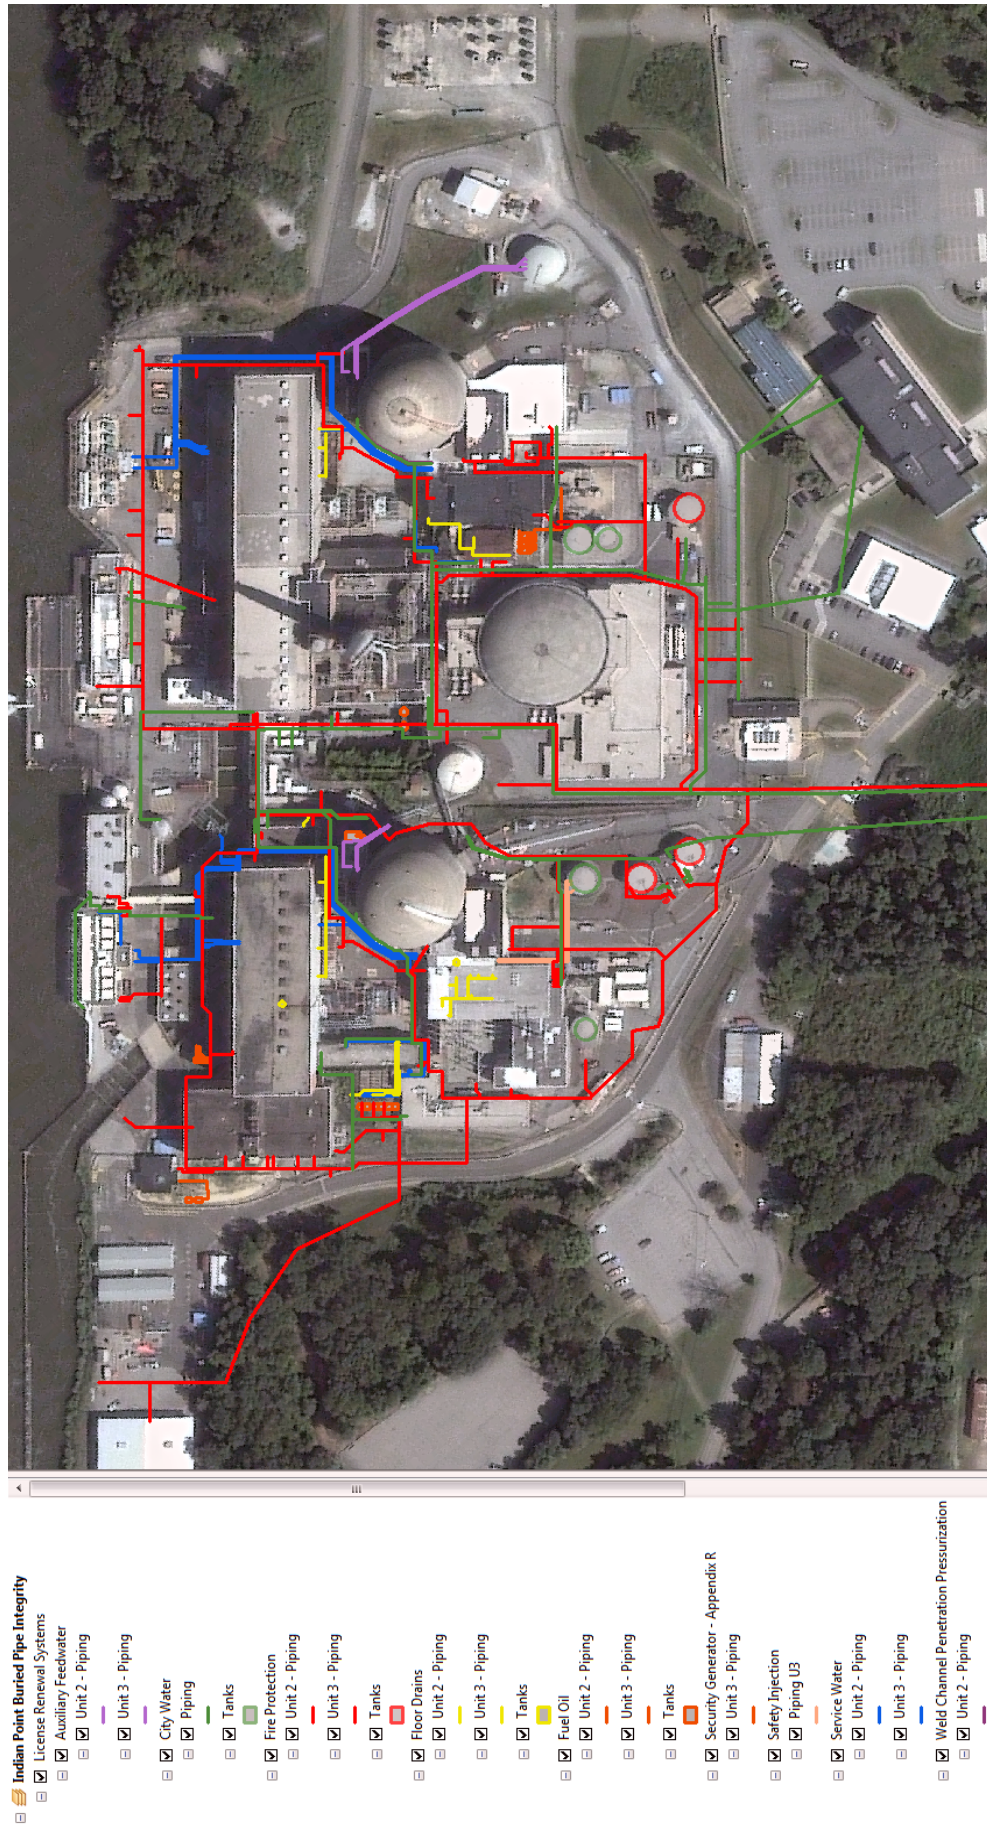 Indian Point Buried Pipe Integrity
License Renewal Systems
Auxiliary Feedwater
Unit 2 - Piping
Unit 3 - Piping
City Water
Piping
Tanks
Fire Protection
Unit 2 - Piping
Unit 3 - Piping
Tanks
Floor Drains
Unit 2 - Piping
Unit 3 - Piping
Tanks
Fuel Oil
Unit 2 - Piping
Unit 3 - Piping
Tanks
Security Generator - Appendix R
Unit 3 - Piping
Safety Injection
Piping U3
Service Water
Unit 2 - Piping
Unit 3 - Piping
Weld Channel Penetration Pressurization
Unit 2 - Piping